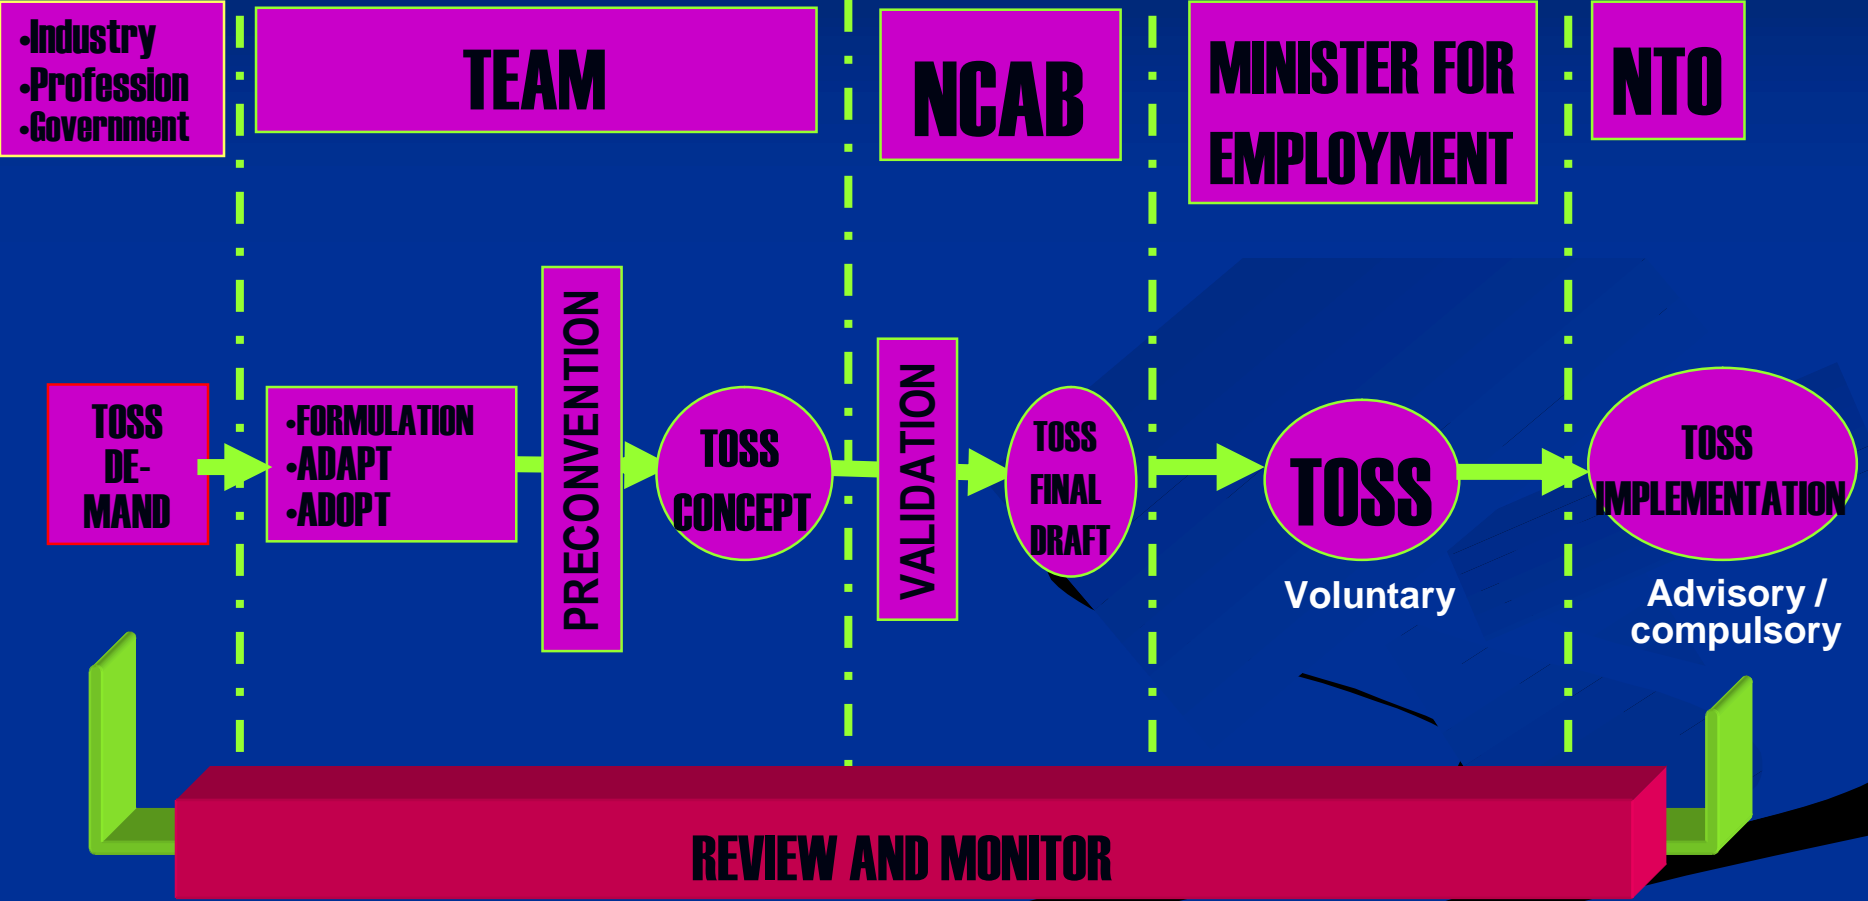 •Industry
•Profession
•Government
TEAM
NCAB
MINISTER FOR
EMPLOYMENT
NTO
TOSS
DE-
MAND
•FORMULATION
•ADAPT
•ADOPT
PRECONVENTION
TOSS
CONCEPT
VALIDATION
TOSS
FINAL
DRAFT
TOSS
Voluntary
TOSS
IMPLEMENTATION
Advisory /
compulsory
REVIEW AND MONITOR